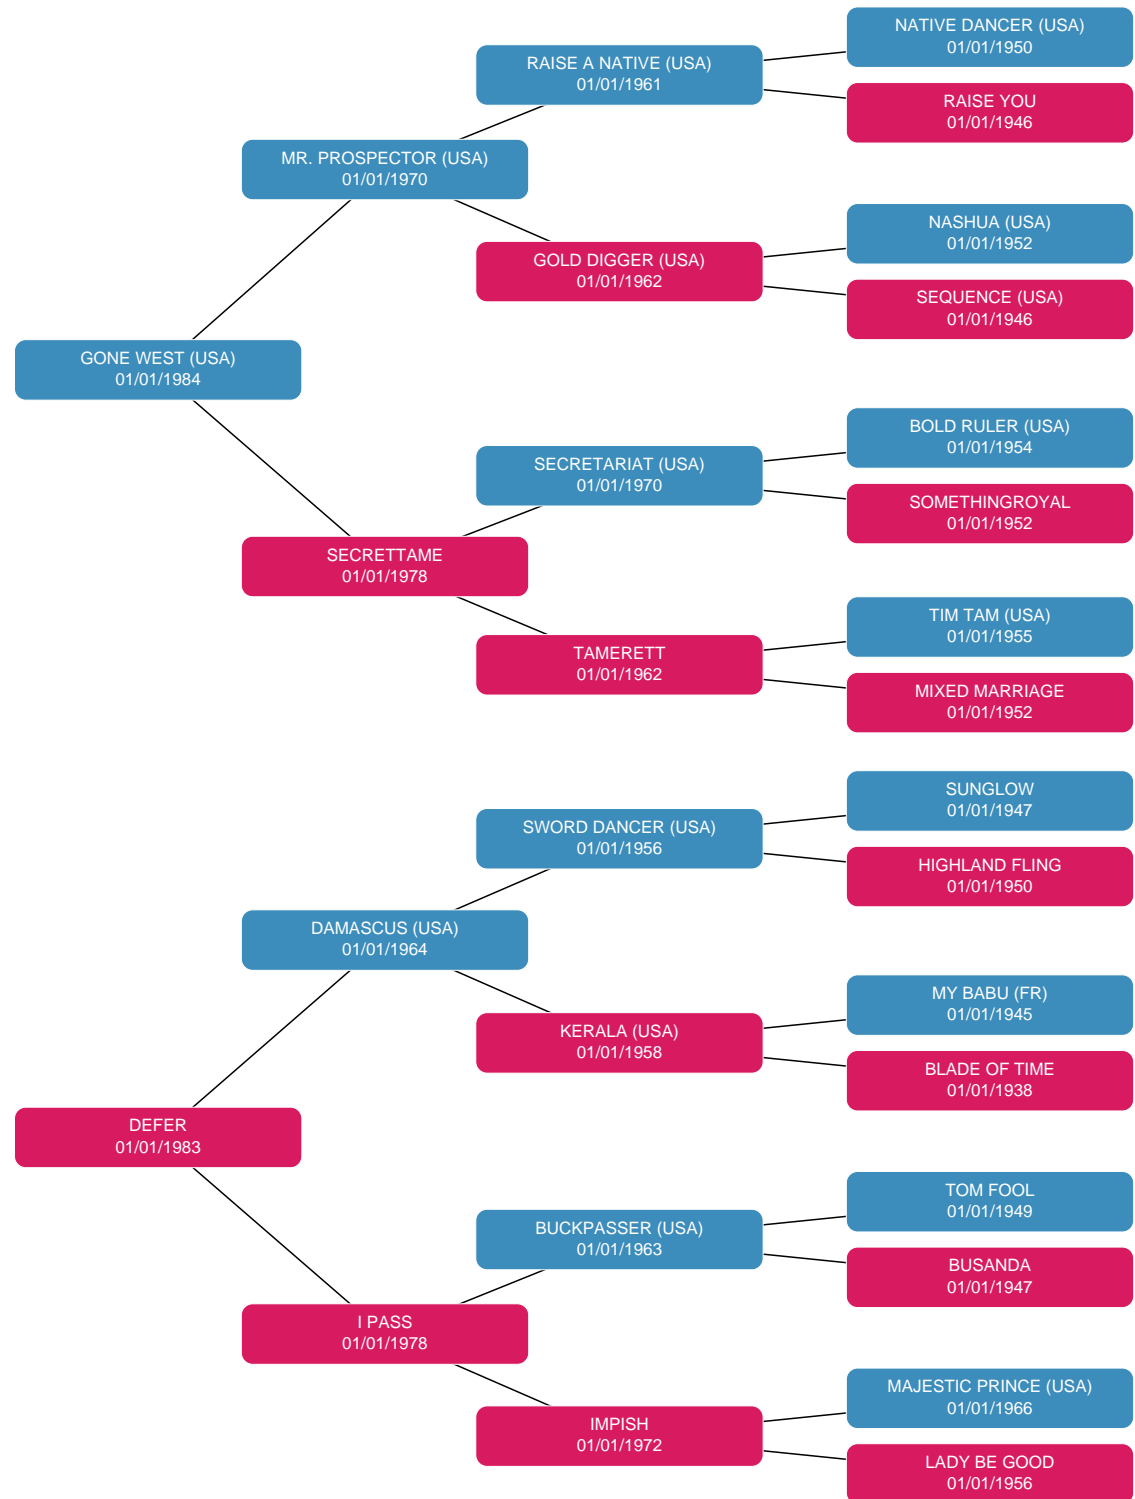 NATIVE DANCER (USA)
01/01/1950
RAISE A NATIVE (USA)
01/01/1961
RAISE YOU
01/01/1946
MR. PROSPECTOR (USA)
01/01/1970
NASHUA (USA)
01/01/1952
GOLD DIGGER (USA)
01/01/1962
SEQUENCE (USA)
01/01/1946
GONE WEST (USA)
01/01/1984
BOLD RULER (USA)
01/01/1954
SECRETARIAT (USA)
01/01/1970
SOMETHINGROYAL
01/01/1952
SECRETTAME
01/01/1978
TIM TAM (USA)
01/01/1955
TAMERETT
01/01/1962
MIXED MARRIAGE
01/01/1952
SUNGLOW
01/01/1947
SWORD DANCER (USA)
01/01/1956
HIGHLAND FLING
01/01/1950
DAMASCUS (USA)
01/01/1964
MY BABU (FR)
01/01/1945
KERALA (USA)
01/01/1958
BLADE OF TIME
01/01/1938
DEFER
01/01/1983
TOM FOOL
01/01/1949
BUCKPASSER (USA)
01/01/1963
BUSANDA
01/01/1947
I PASS
01/01/1978
MAJESTIC PRINCE (USA)
01/01/1966
IMPISH
01/01/1972
LADY BE GOOD
01/01/1956